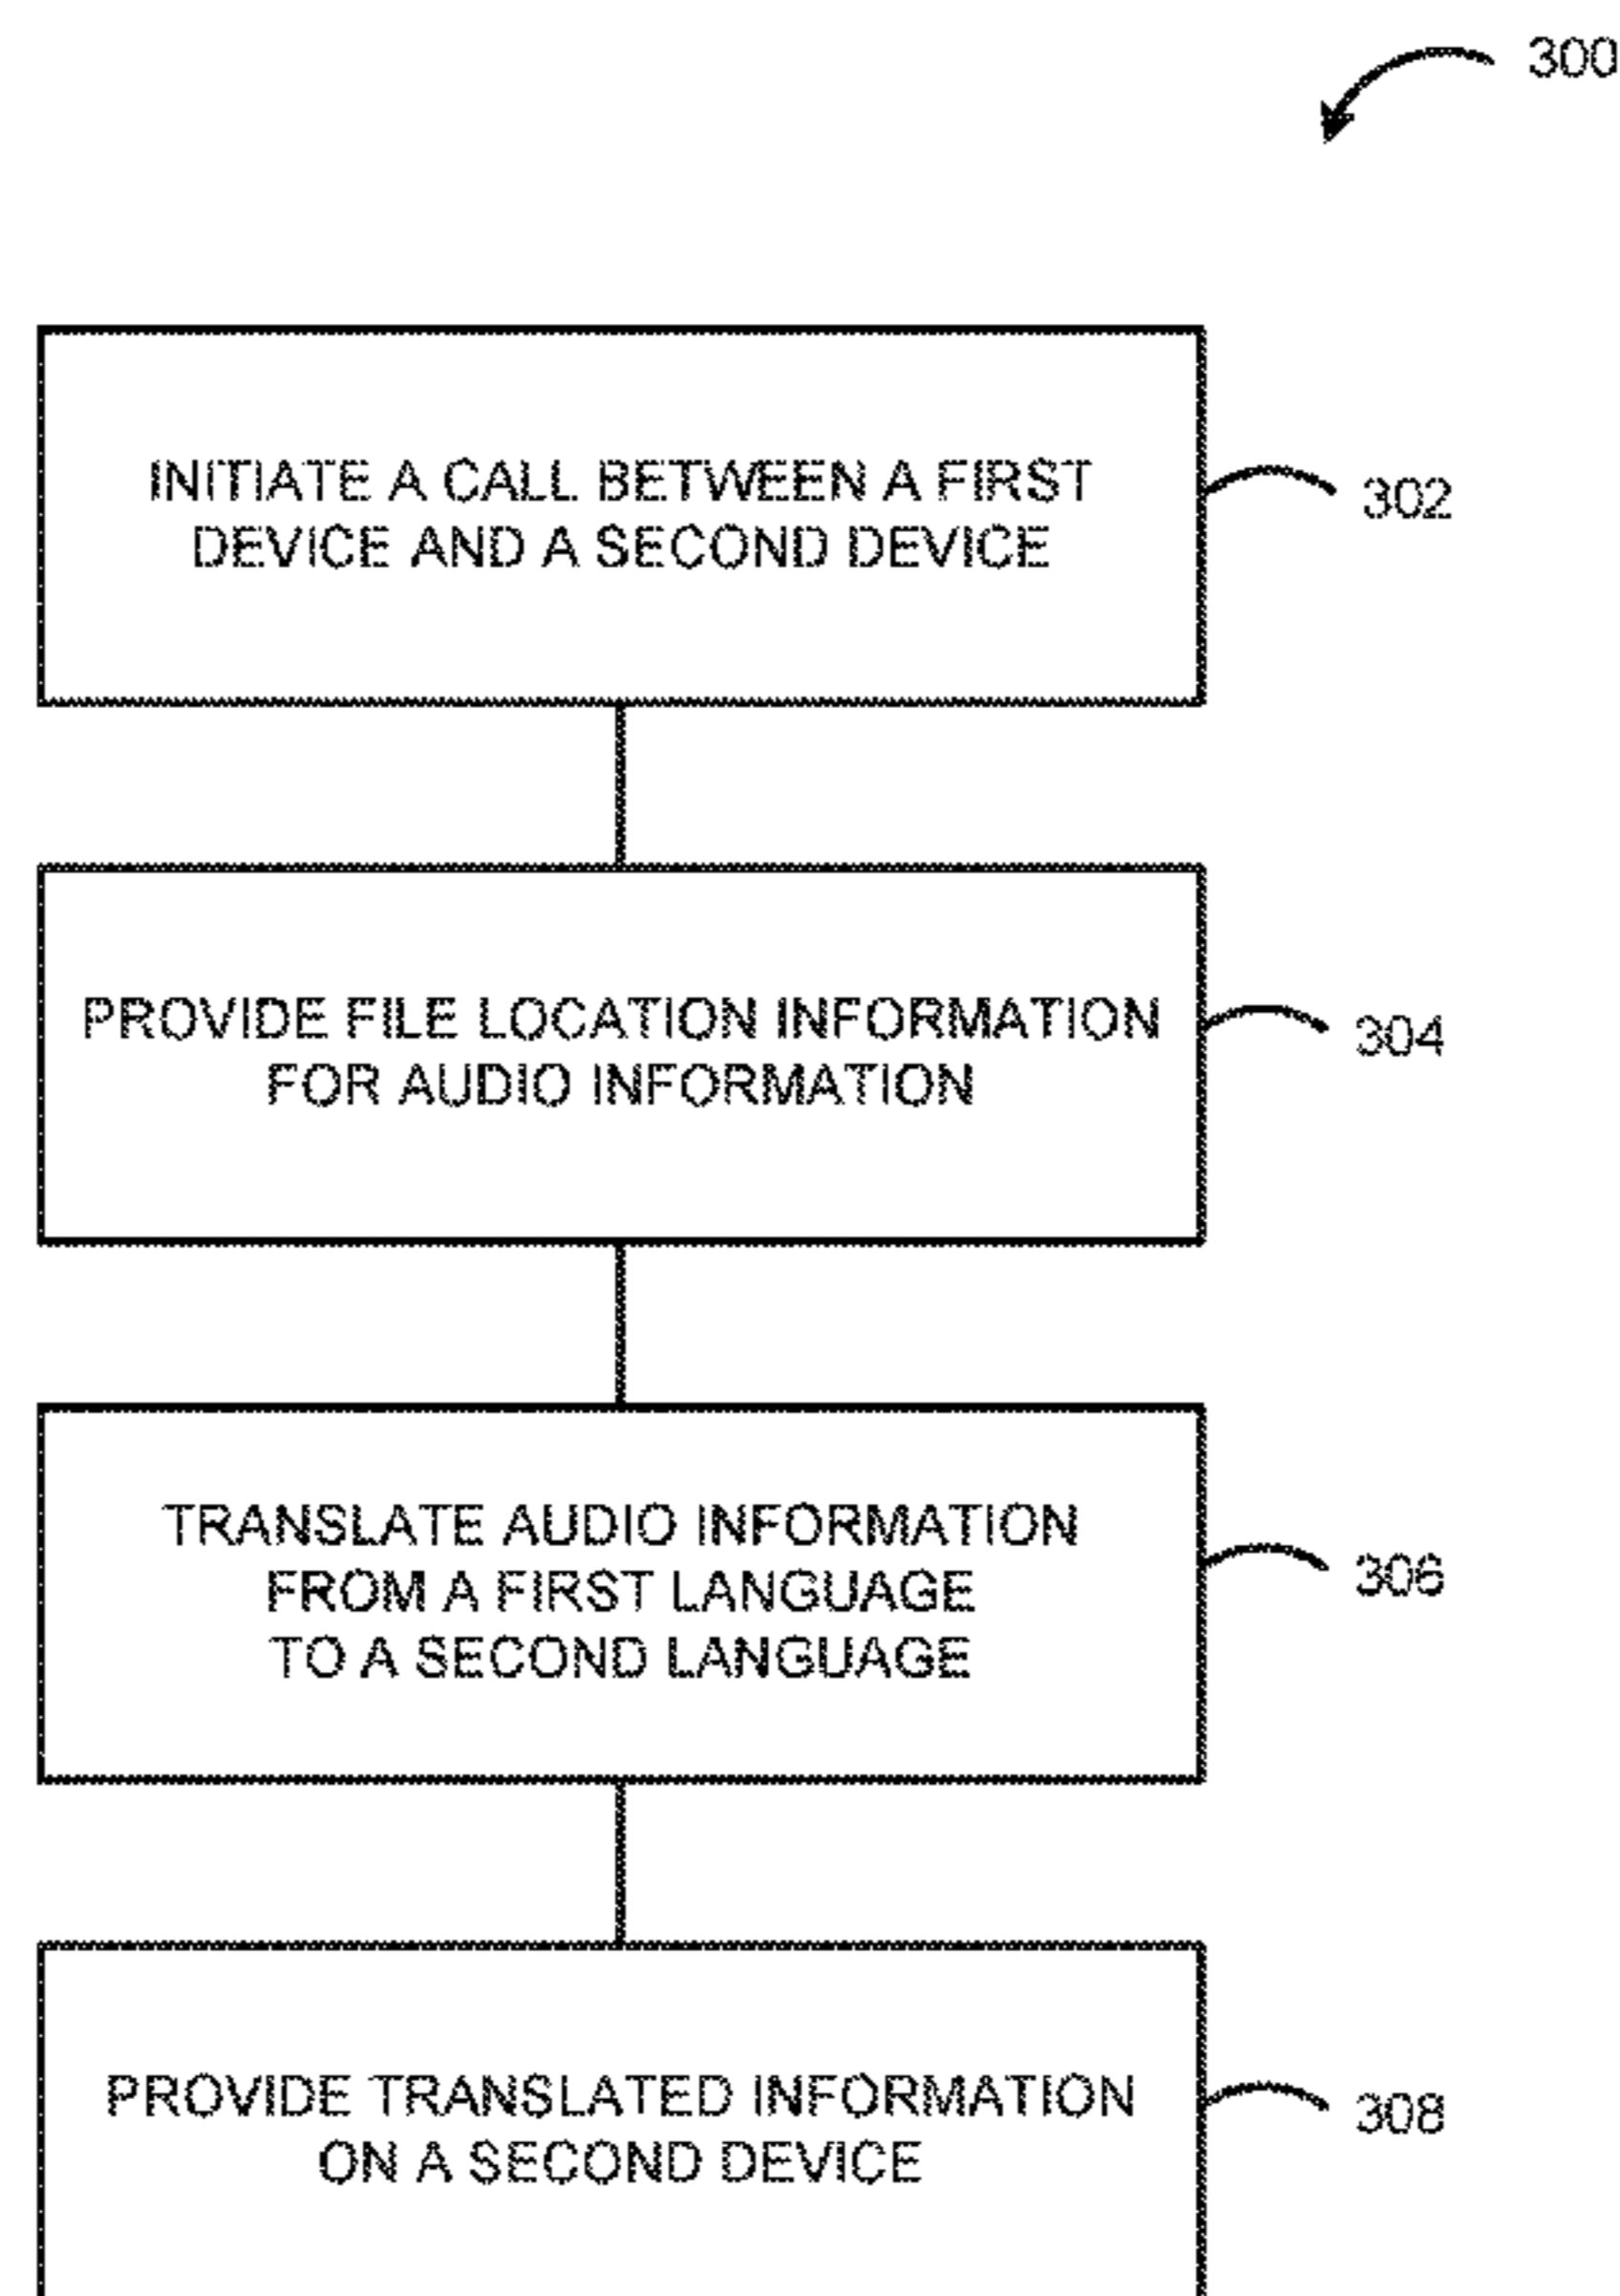 300
INITIATE A CALL BETWEEN A FIRST
DEVICE AND A SECOND DEVICE
302
PROVIDE FILE LOCATION INFORMATION
FOR AUDIO INFORMATION
304
TRANSLATE AUDIO INFORMATION
FROM A FIRST LANGUAGE
TO A SECOND LANGUAGE
306
PROVIDE TRANSLATED INFORMATION
ON A SECOND DEVICE
308